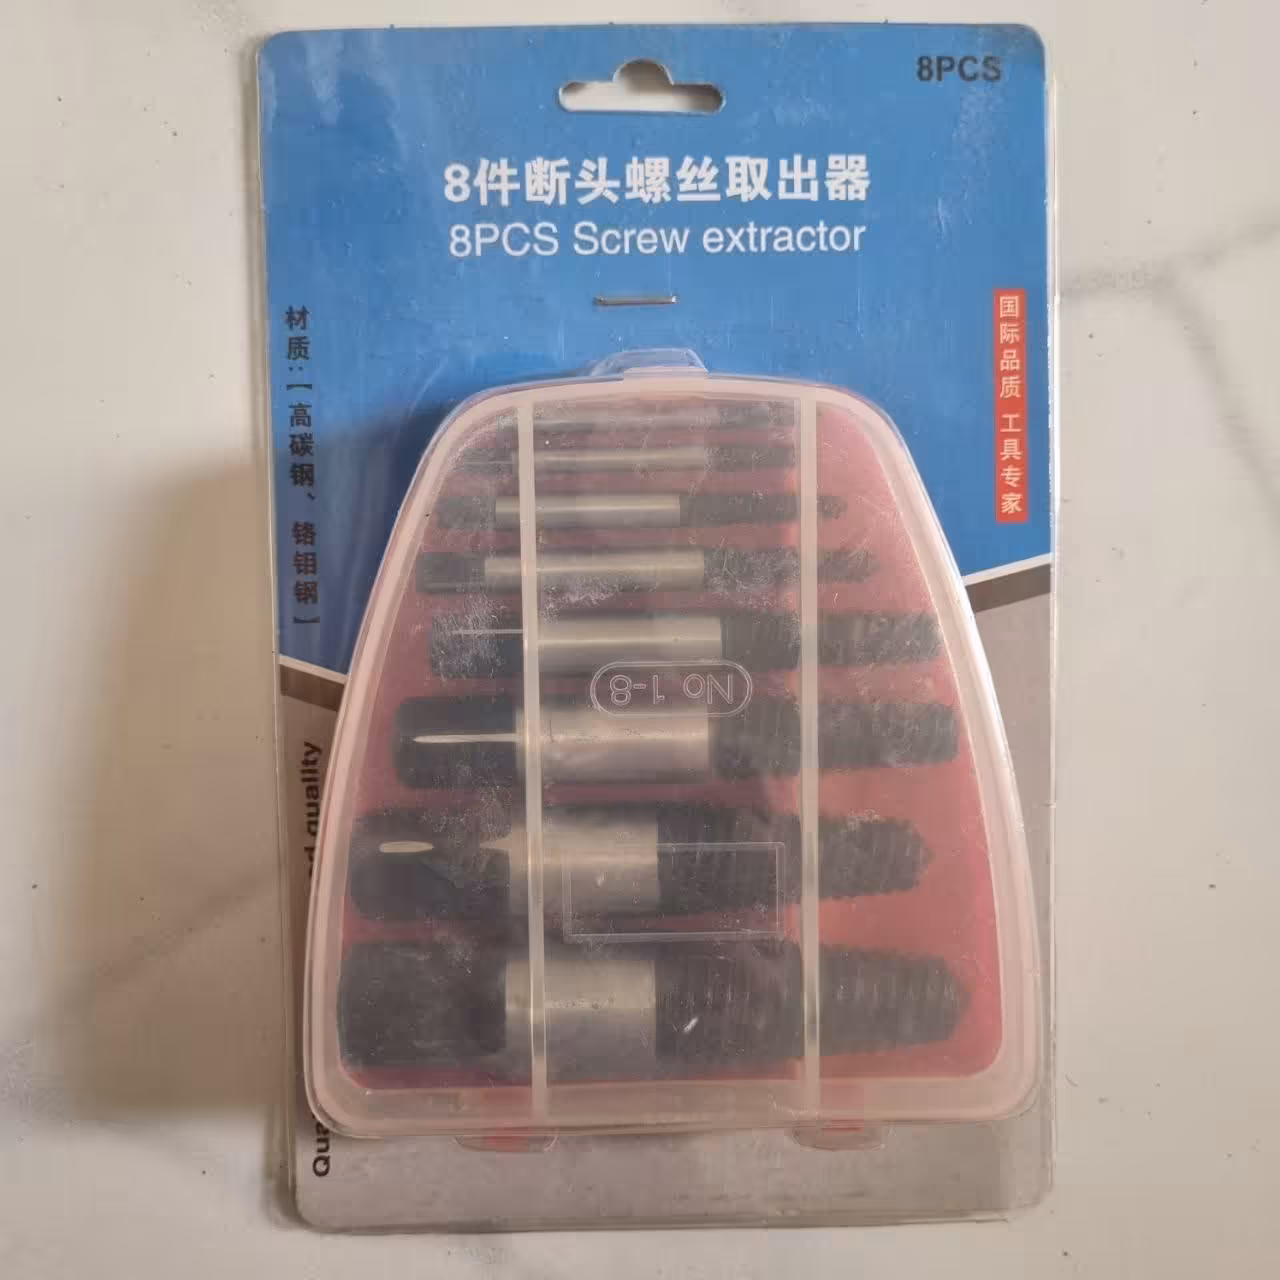 8PCS
8件断头螺丝取出器
8PCS Screw extractor
国际品质 工具专家
材质:【高碳钢、铬钼钢】
No 1-8
quality